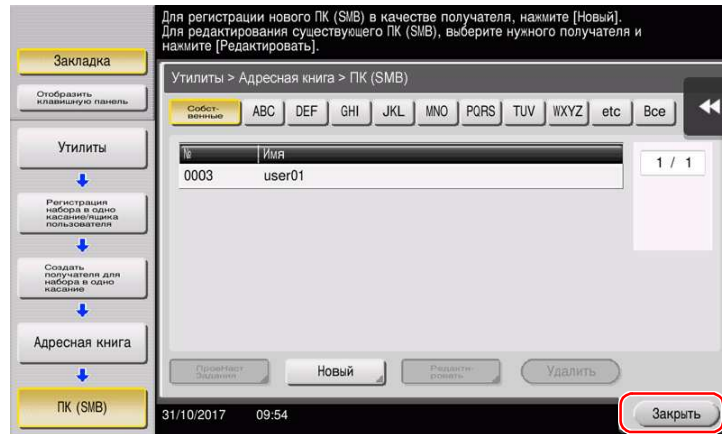 Для регистрации нового ПК (SMB) в качестве получателя, нажмите [Новый].
Для редактирования существующего ПК (SMB), выберите нужного получателя и
нажмите [Редактировать].
Закладка
Отобразить
клавишную панель
Утилиты
Регистрация
набора в одно
касание/ящика
пользователя
Создать
получателя для
набора в одно
касание
Адресная книга
ПК (SMB)
Утилиты > Адресная книга > ПК (SMB)
Собст-
венные
ABC DEF GHI JKL MNO PQRS TUV WXYZ etc Все
№ Имя
0003 user01
1 / 1
ПровНаст
Задания
Новый
Редакти-
ровать
Удалить
31/10/2017 09:54
Закрыть